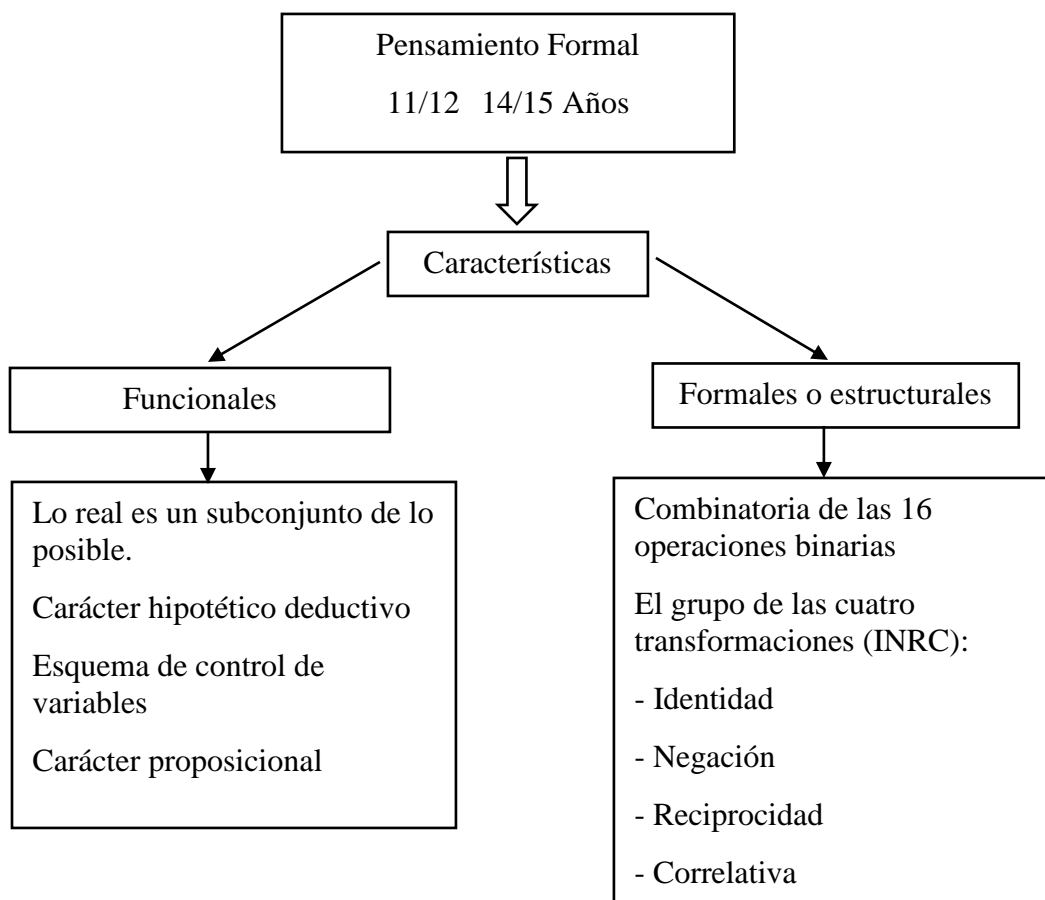 Pensamiento Formal
11/12 14/15 Años
Características
Funcionales
Formales o estructurales
Lo real es un subconjunto de lo
posible.
Carácter hipotético deductivo
Esquema de control de
variables
Carácter proposicional
Combinatoria de las 16
operaciones binarias
El grupo de las cuatro
transformaciones (INRC):
- Identidad
- Negación
- Reciprocidad
- Correlativa